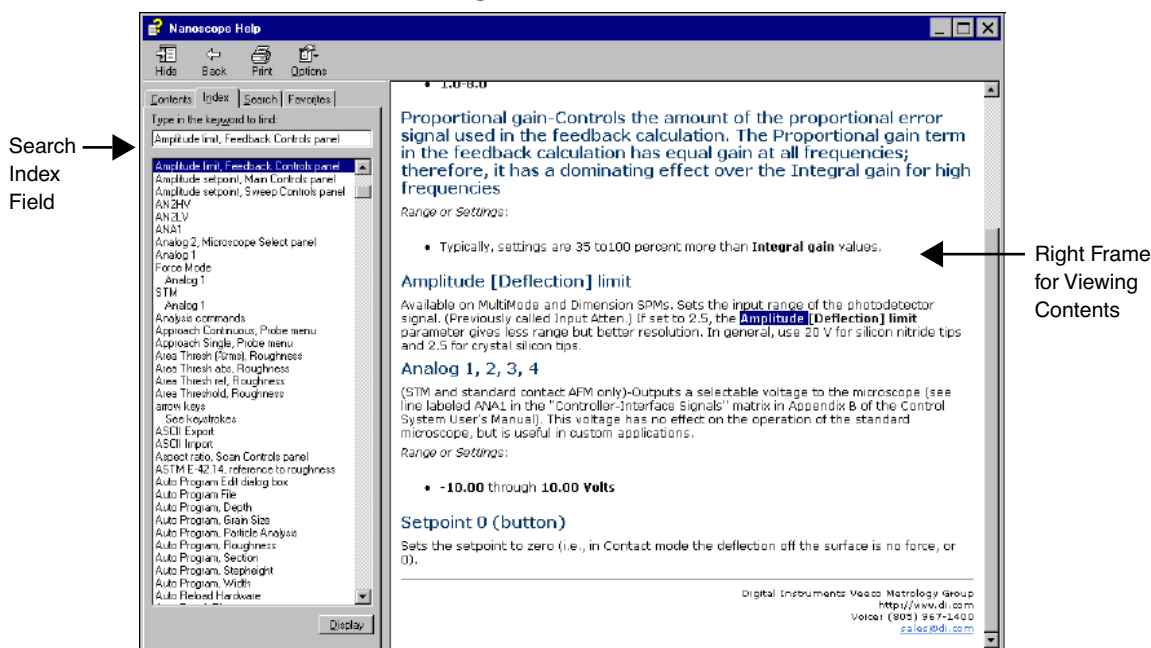 Nanoscope Help
Hide Back Print Options
Contents Index Search Favorites
Type in the keyword to find:
Amplitude limit, Feedback Controls panel
Amplitude limit, Feedback Controls panel
Amplitude setpoint, Main Controls panel
Amplitude setpoint, Sweep Controls panel
AN2HV
AN2LV
ANA1
Analog 2, Microscope Select panel
Analog 1
Force Mode
Analog 1
STM
Analog 1
Analysis commands
Approach Continuous, Probe menu
Approach Single, Probe menu
Area Thresh Roughness
Area Thresh abs, Roughness
Area Thresh ref, Roughness
Area Threshold, Roughness
arrow keys
See keystrokes
ASCII Export
ASCII Import
Aspect ratio, Scan Controls panel
ASTM E-42.14, reference to roughness
Auto Program Edit dialog box
Auto Program File
Auto Program, Depth
Auto Program, Grain Size
Auto Program, Particle Analysis
Auto Program, Roughness
Auto Program, Section
Auto Program, Stepheight
Auto Program, Width
Auto Reload Hardware
Display
Search
Index
Field
• 1.0-8.0
Proportional gain-Controls the amount of the proportional error
signal used in the feedback calculation. The Proportional gain term
in the feedback calculation has equal gain at all frequencies;
therefore, it has a dominating effect over the Integral gain for high
frequencies
Range or Settings:
• Typically, settings are 35 to100 percent more than Integral gain values.
Amplitude [Deflection] limit
Available on MultiMode and Dimension SPMs. Sets the input range of the photodetector
signal. (Previously called Input Atten.) If set to 2.5, the Amplitude [Deflection] limit
parameter gives less range but better resolution. In general, use 20 V for silicon nitride tips
and 2.5 for crystal silicon tips.
Analog 1, 2, 3, 4
(STM and standard contact AFM only)-Outputs a selectable voltage to the microscope (see
line labeled ANA1 in the "Controller-Interface Signals" matrix in Appendix B of the Control
System User's Manual). This voltage has no effect on the operation of the standard
microscope, but is useful in custom applications.
Range or Settings:
• -10.00 through 10.00 Volts
Setpoint 0 (button)
Sets the setpoint to zero (i.e., in Contact mode the deflection off the surface is no force, or
0).
Digital Instruments Veeco Metrology Group
http://www.di.com
Voice: (805) 967-1400
sales@di.com
Right Frame
for Viewing
Contents